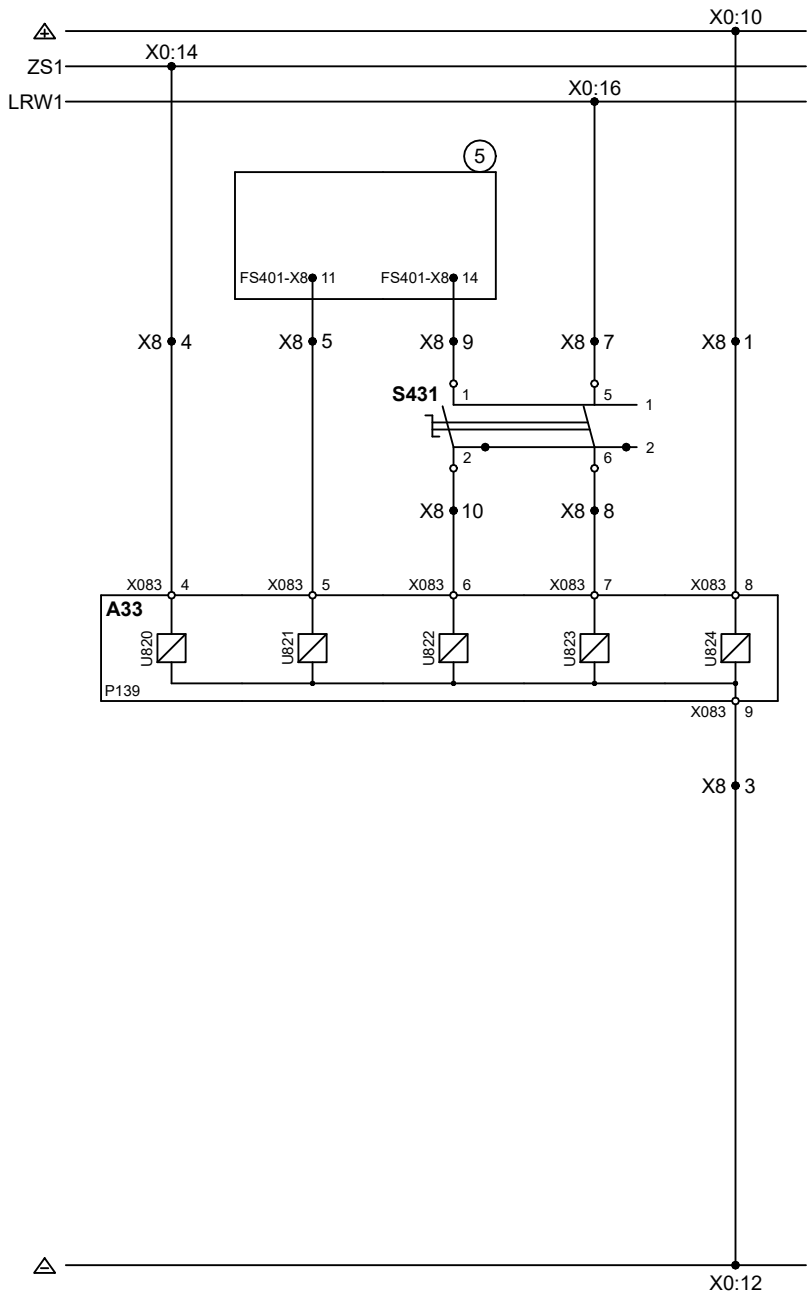 X0:10
+
X0:14
ZS1
X0:16
LRW1
5
FS401-X8 11 FS401-X8 14
X8 4 X8 5 X8 9 X8 7 X8 1
S431 1 5
1
2
2 6
X8 10 X8 8
X083 4 X083 5 X083 6 X083 7 X083 8
A33
U820 U821 U822 U823 U824
P139
X083 9
X8 3
-
X0:12